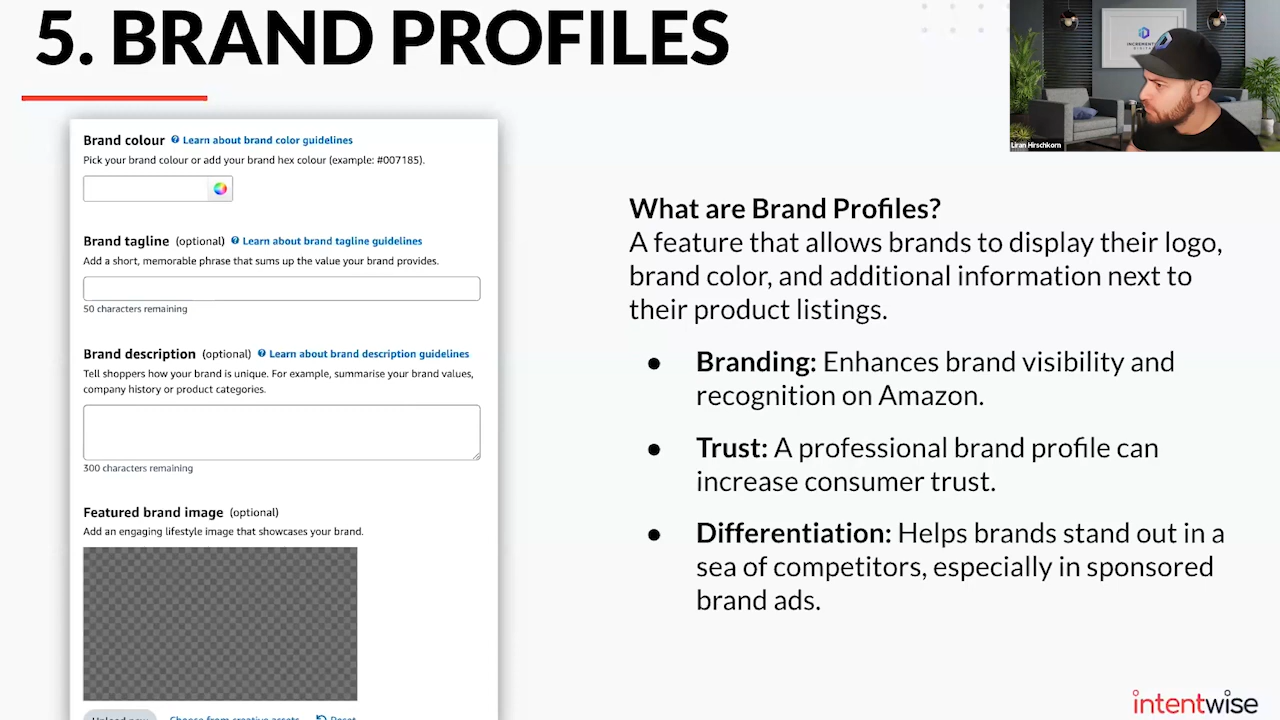 5. BRAND PROFILES
Brand colour Learn about brand color guidelines
Pick your brand colour or add your brand hex colour (example: #007185).
Brand tagline (optional) Learn about brand tagline guidelines
Add a short, memorable phrase that sums up the value your brand provides.
50 characters remaining
Brand description (optional) Learn about brand description guidelines
Tell shoppers how your brand is unique. For example, summarise your brand values,
company history or product categories.
300 characters remaining
Featured brand image (optional)
Add an engaging lifestyle image that showcases your brand.
Upload new Choose from creative assets Reset
What are Brand Profiles?
A feature that allows brands to display their logo,
brand color, and additional information next to
their product listings.
● Branding: Enhances brand visibility and
recognition on Amazon.
● Trust: A professional brand profile can
increase consumer trust.
● Differentiation: Helps brands stand out in a
sea of competitors, especially in sponsored
brand ads.
Liran Hirschkorn
intentwise